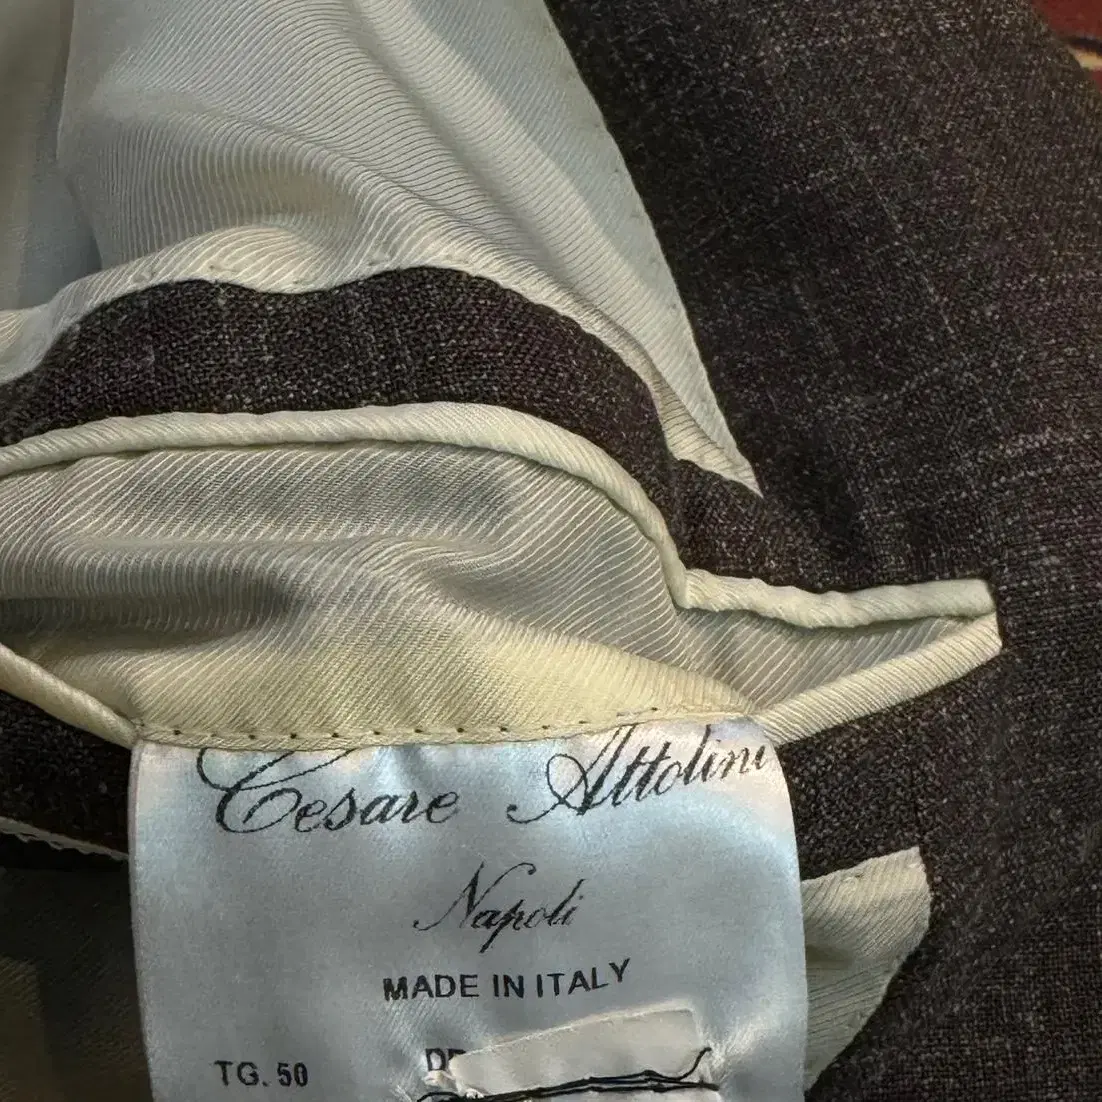 Cesare Attolini
Napoli
MADE IN ITALY
TG. 50